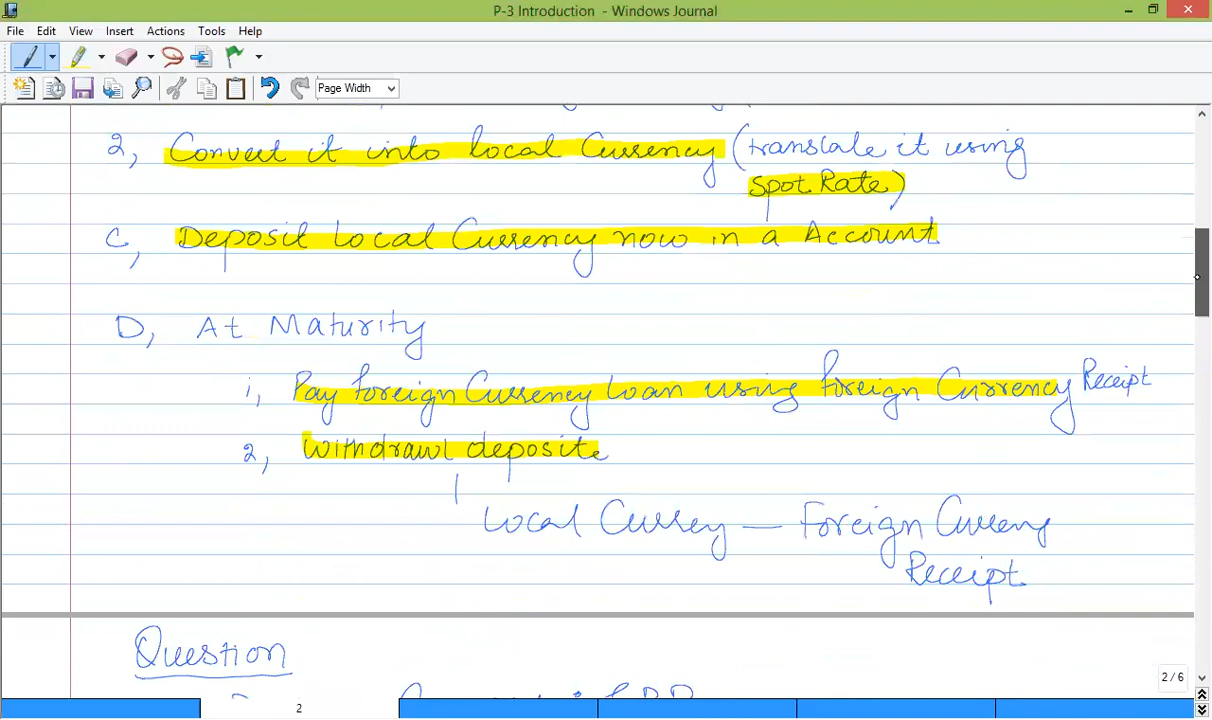 P-3 Introduction - Windows Journal
File Edit View Insert Actions Tools Help
Page Width
2, Convert it into local Currency (translate it using
Spot Rate)
C, Deposit Local Currency now in a Account
D, At Maturity
i, Pay foreign Currency loan using foreign Currency Receipt
2, Withdrawl deposite
Local Currey — Foreign Curreny
Receipt
Question
2 / 6
2